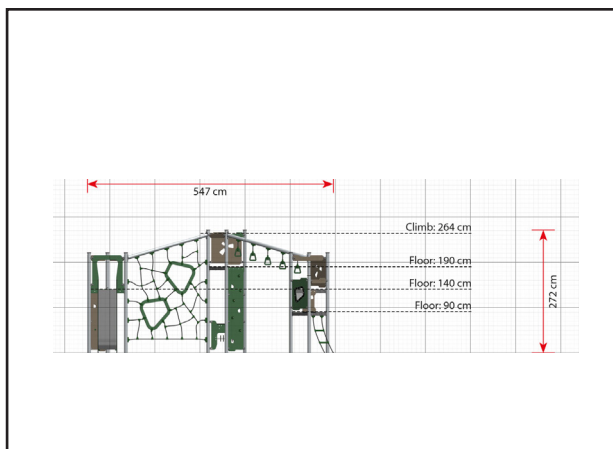 547 cm
Climb: 264 cm
Floor: 190 cm
Floor: 140 cm
Floor: 90 cm
272 cm